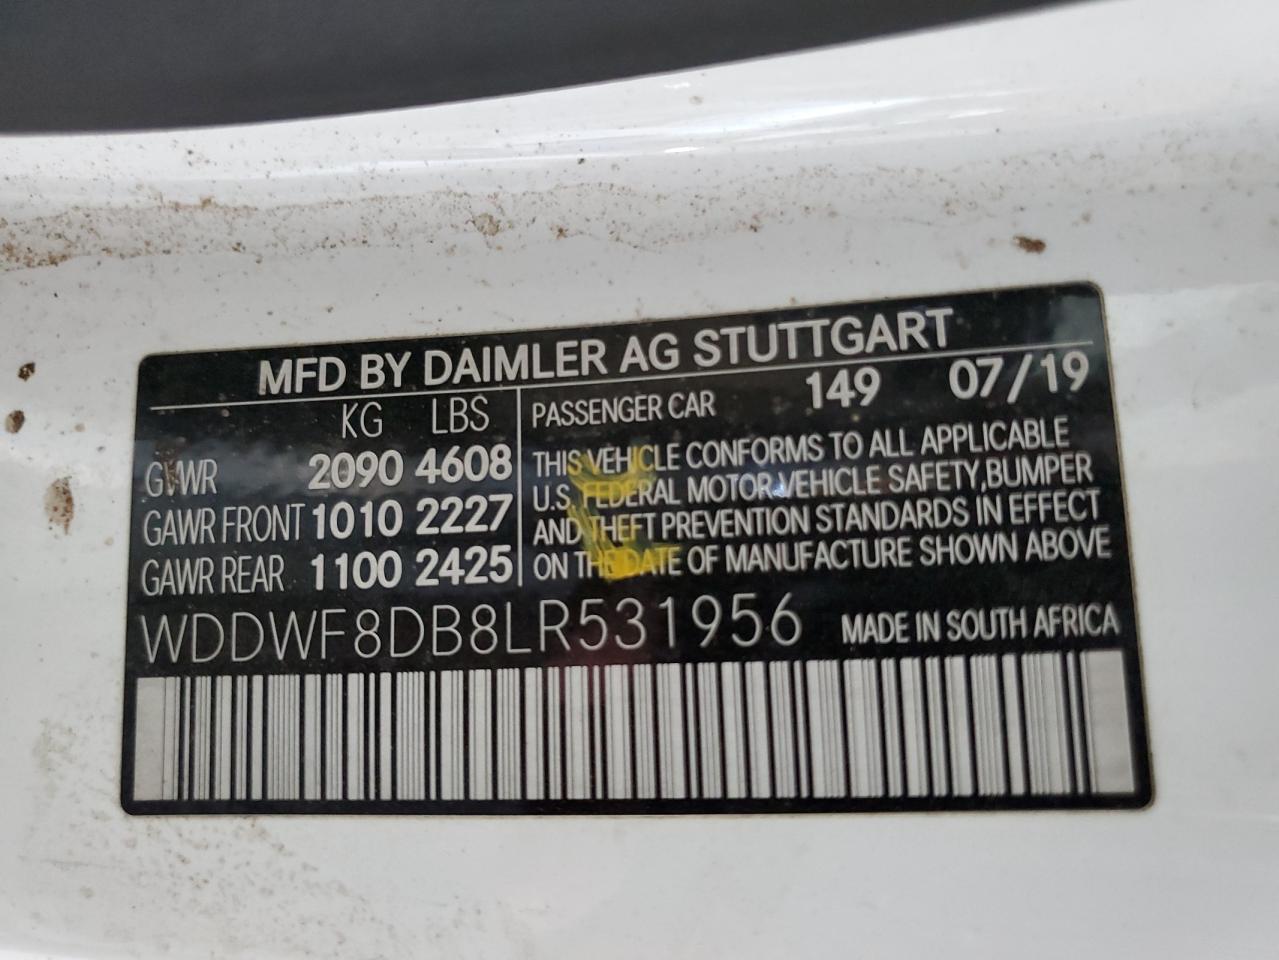 MFD BY DAIMLER AG STUTTGART
KG LBS
GVWR 2090 4608
GAWR FRONT 1010 2227
GAWR REAR 1100 2425
PASSENGER CAR 149 07/19
THIS VEHICLE CONFORMS TO ALL APPLICABLE
U.S. FEDERAL MOTOR VEHICLE SAFETY, BUMPER
AND THEFT PREVENTION STANDARDS IN EFFECT
ON THE DATE OF MANUFACTURE SHOWN ABOVE
WDDWF8DB8LR531956 MADE IN SOUTH AFRICA